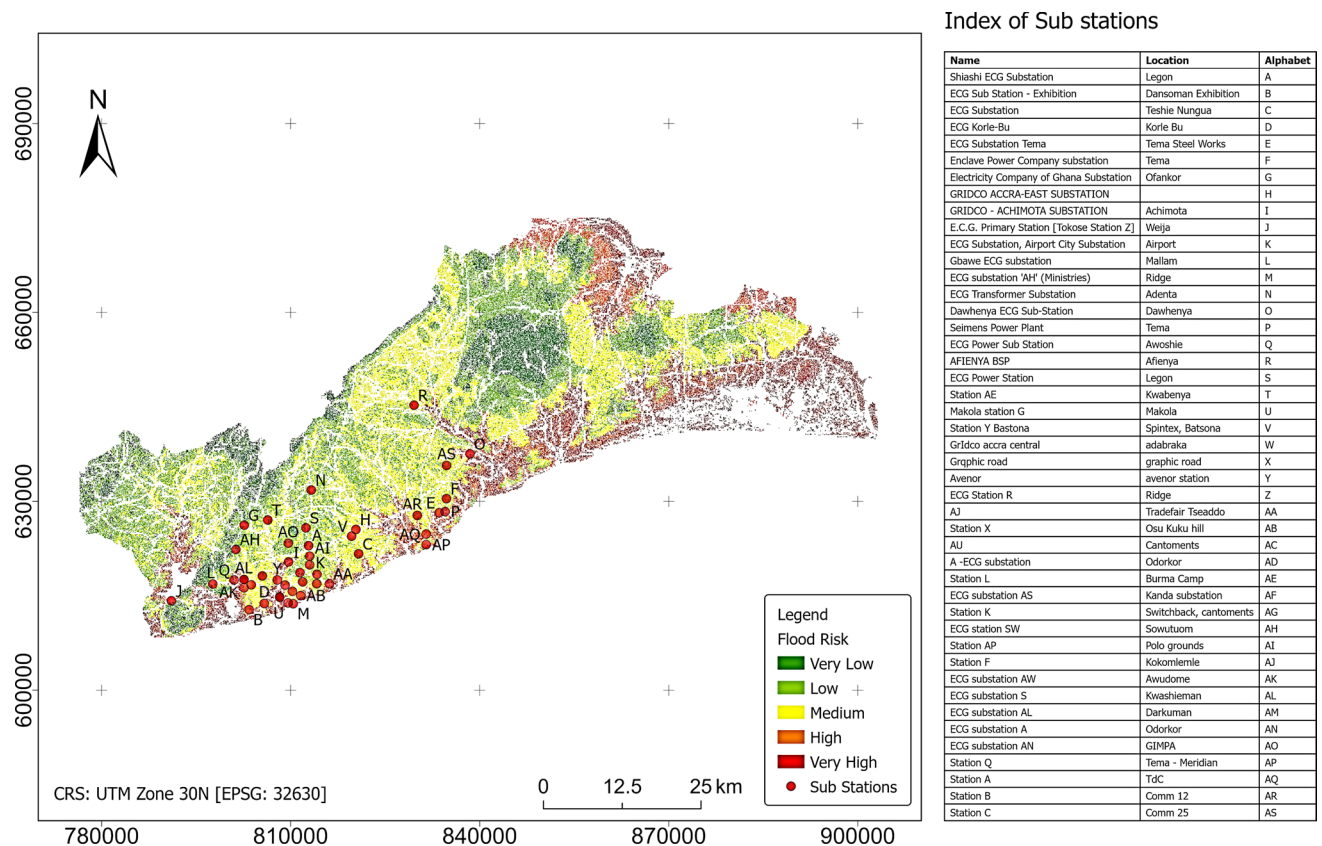 Index of Sub stations
Name Location Alphabet
Shiashi ECG Substation Legon A
ECG Sub Station - Exhibition Dansoman Exhibition B
ECG Substation Teshie Nungua C
ECG Korle-Bu Korle Bu D
ECG Substation Tema Tema Steel Works E
Enclave Power Company substation Tema F
Electricity Company of Ghana Substation Ofankor G
GRIDCO ACCRA-EAST SUBSTATION H
GRIDCO - ACHIMOTA SUBSTATION Achimota I
E.C.G. Primary Station [Tokose Station Z] Weija J
ECG Substation, Airport City Substation Airport K
Gbawe ECG substation Mallam L
ECG substation 'AH' (Ministries) Ridge M
ECG Transformer Substation Adenta N
Dawhenya ECG Sub-Station Dawhenya O
Seimens Power Plant Tema P
ECG Power Sub Station Awoshie Q
AFIENYA BSP Afienya R
ECG Power Station Legon S
Station AE Kwabenya T
Makola station G Makola U
Station Y Bastona Spintex, Batsona V
GrIdco accra central adabraka W
Grqphic road graphic road X
Avenor avenor station Y
ECG Station R Ridge Z
AJ Tradefair Tseaddo AA
Station X Osu Kuku hill AB
AU Cantoments AC
A -ECG substation Odorkor AD
Station L Burma Camp AE
ECG substation AS Kanda substation AF
Station K Switchback, cantoments AG
ECG station SW Sowutuom AH
Station AP Polo grounds AI
Station F Kokomlemle AJ
ECG substation AW Awudome AK
ECG substation S Kwashieman AL
ECG substation AL Darkuman AM
ECG substation A Odorkor AN
ECG substation AN GIMPA AO
Station Q Tema - Meridian AP
Station A TdC AQ
Station B Comm 12 AR
Station C Comm 25 AS
N
690000
660000
630000
600000
780000 810000 840000 870000 900000
R
O
AS
N
F
AR E
P
G T
S
H
V
AQ
AP
AH
AO
A
AI
C
I
K
L Q AL
Y
AA
J
AK
D
AB
B
U M
Legend
Flood Risk
Very Low
Low
Medium
High
Very High
Sub Stations
0 12.5 25 km
CRS: UTM Zone 30N [EPSG: 32630]